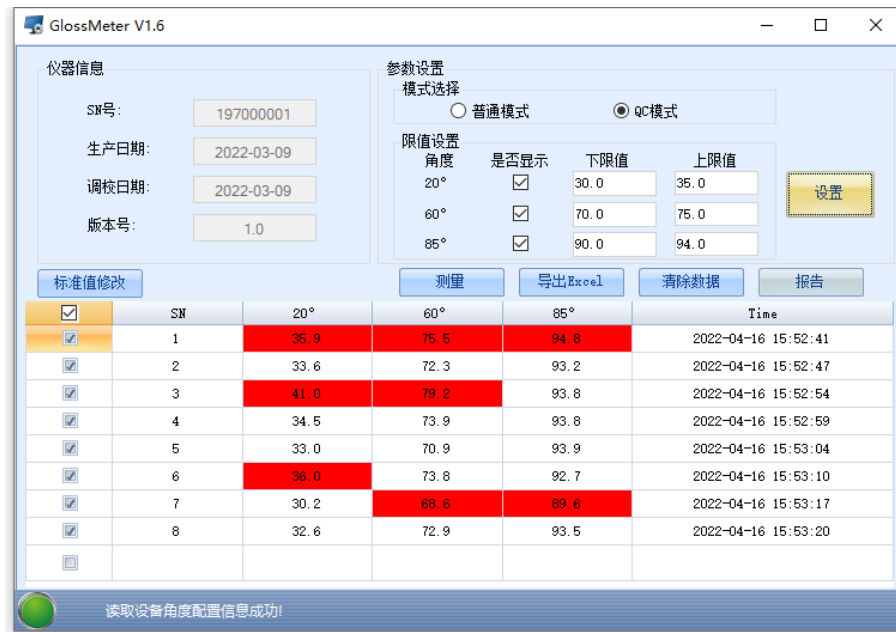 GlossMeter V1.6
仪器信息
SN号: 197000001
生产日期: 2022-03-09
调校日期: 2022-03-09
版本号: 1.0
参数设置
模式选择
普通模式 QC模式
限值设置
角度 是否显示 下限值 上限值
20° 30.0 35.0
60° 70.0 75.0
85° 90.0 94.0
设置
标准值修改 测量 导出Excel 清除数据 报告
SN 20° 60° 85° Time
1 35.9 75.5 94.8 2022-04-16 15:52:41
2 33.6 72.3 93.2 2022-04-16 15:52:47
3 41.0 79.2 93.8 2022-04-16 15:52:54
4 34.5 73.9 93.8 2022-04-16 15:52:59
5 33.0 70.9 93.9 2022-04-16 15:53:04
6 36.0 73.8 92.7 2022-04-16 15:53:10
7 30.2 68.6 89.6 2022-04-16 15:53:17
8 32.6 72.9 93.5 2022-04-16 15:53:20
读取设备角度配置信息成功!